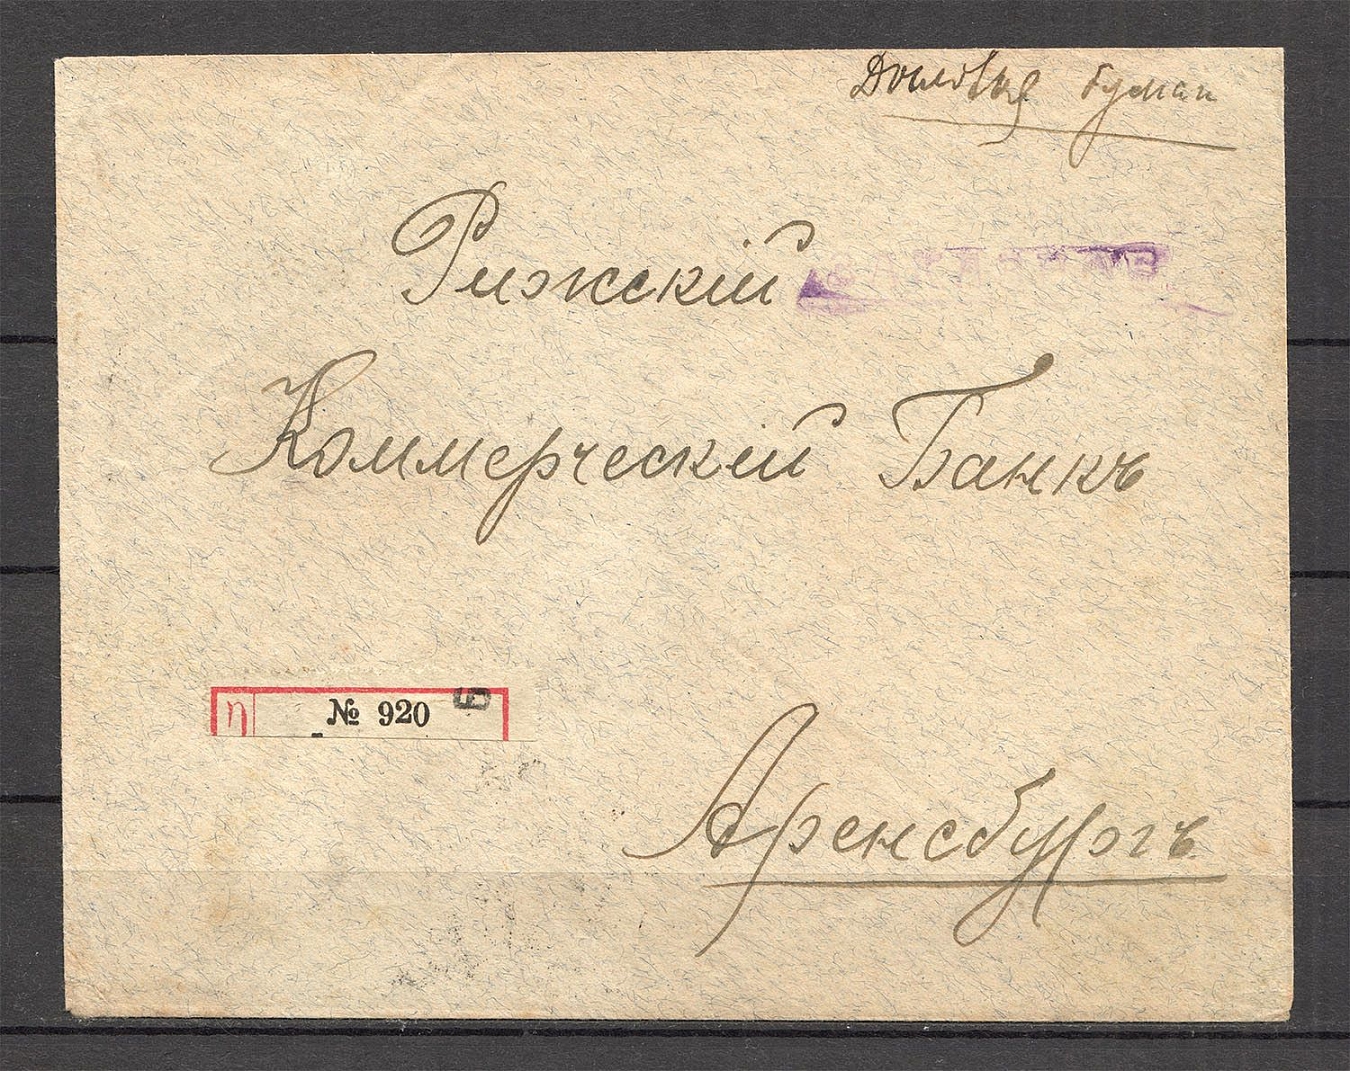 Рижскій
Коммерческій Банкъ
№ 920
Аренсбургъ